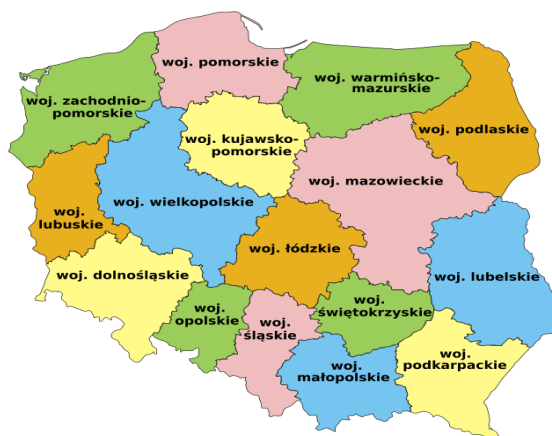 woj. pomorskie
woj. warmińsko-
mazurskie
woj. zachodnio-
pomorskie
woj. podlaskie
woj. kujawsko-
pomorskie
woj. mazowieckie
woj. wielkopolskie
woj.
lubuskie
woj. łódzkie
woj. dolnośląskie
woj. lubelskie
woj.
opolskie
woj.
śląskie
woj.
świętokrzyskie
woj.
małopolskie
woj.
podkarpackie